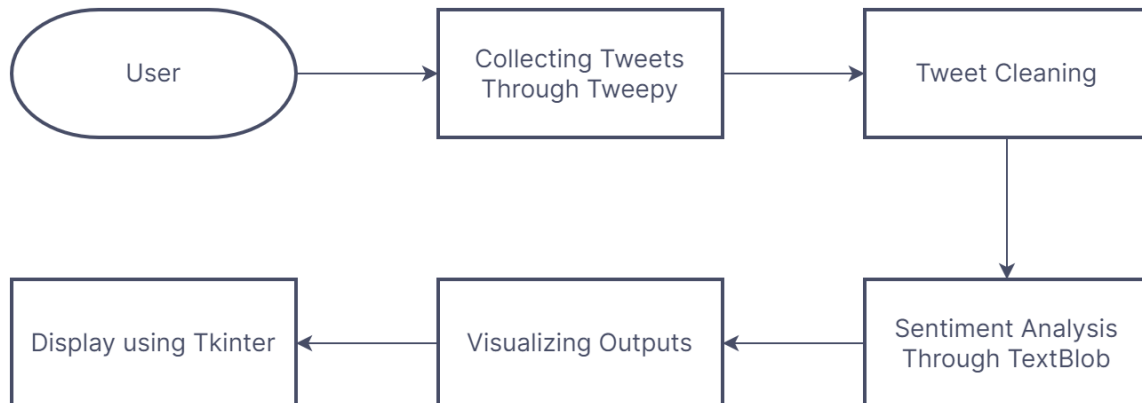 User
Collecting Tweets
Through Tweepy
Tweet Cleaning
Sentiment Analysis
Through TextBlob
Visualizing Outputs
Display using Tkinter